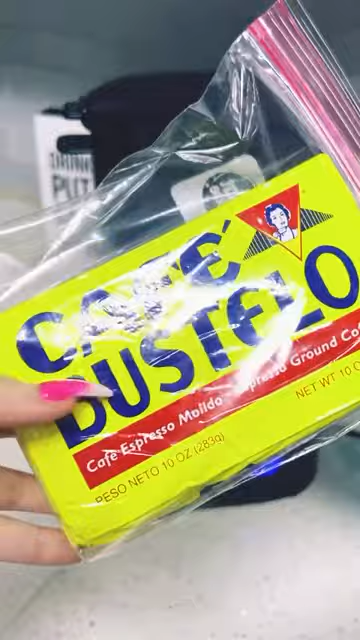 CAFÉ
BUSTELO
Café Espresso Molido Espresso Ground Co
PESO NETO 10 OZ (283g)
NET WT 10 O